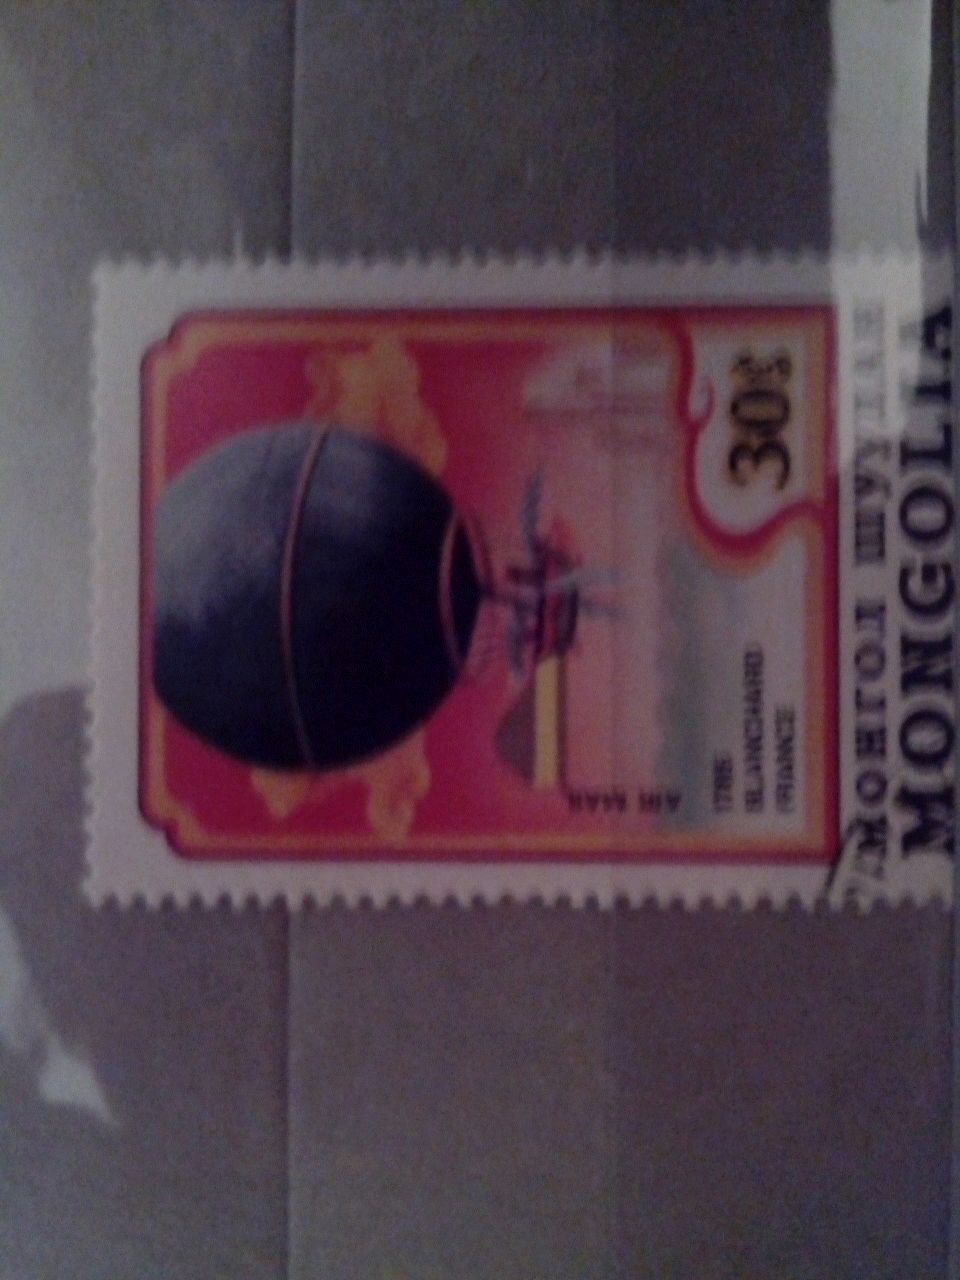 AIR MAIL
30
1785
BLANCHARD
FRANCE
МОНГОЛ ШУУДАН
MONGOLIA